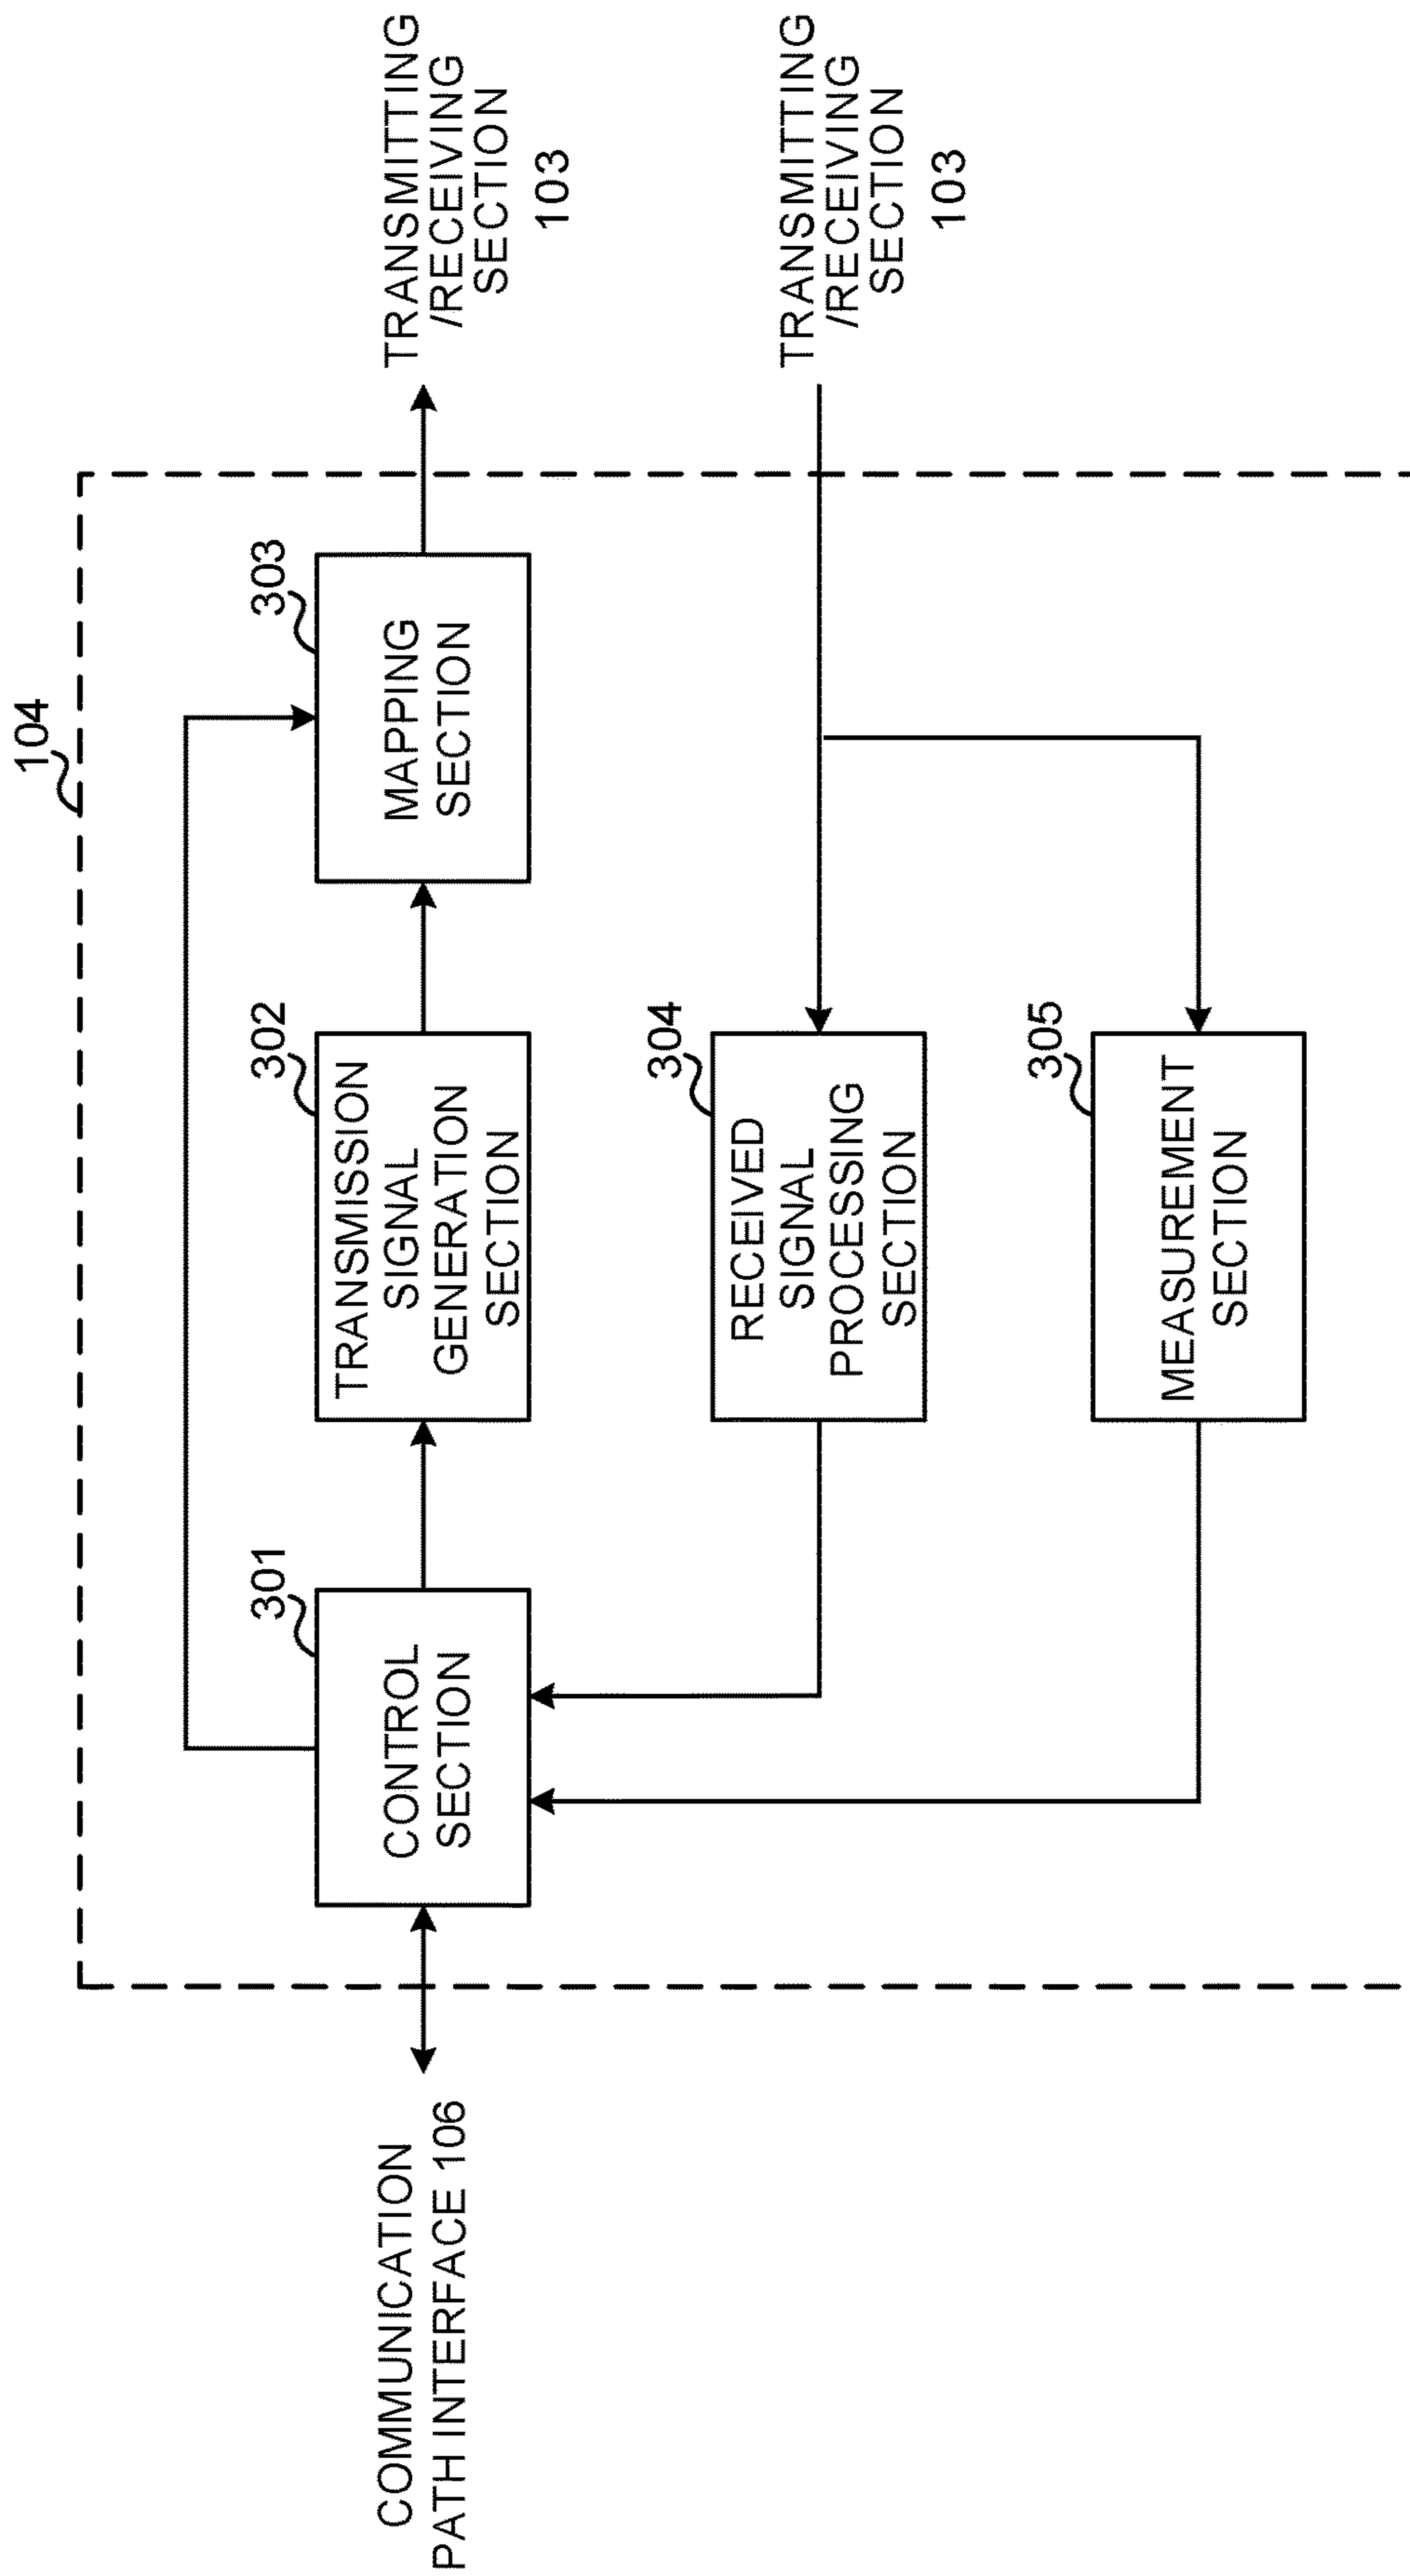 104
301
CONTROL
SECTION
302
TRANSMISSION
SIGNAL
GENERATION
SECTION
303
MAPPING
SECTION
TRANSMITTING
/RECEIVING
SECTION
103
COMMUNICATION
PATH INTERFACE 106
304
RECEIVED
SIGNAL
PROCESSING
SECTION
TRANSMITTING
/RECEIVING
SECTION
103
305
MEASUREMENT
SECTION